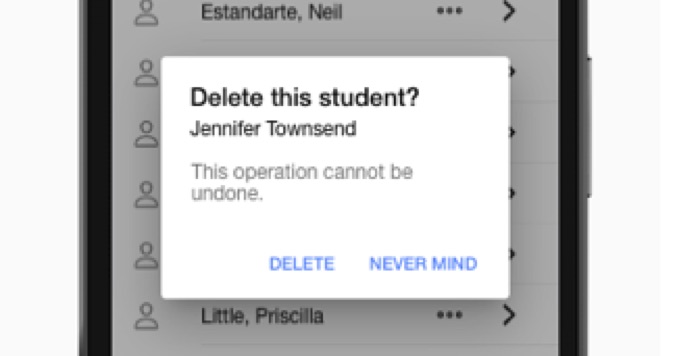 Estandarte, Neil
Delete this student?
Jennifer Townsend
This operation cannot be
undone.
DELETE NEVER MIND
Little, Priscilla